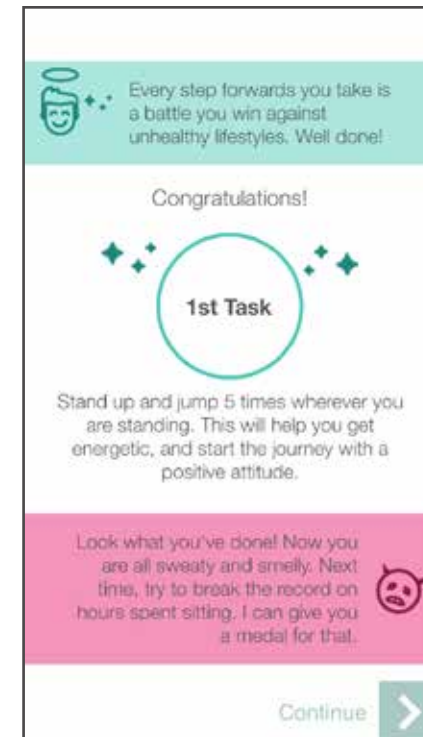 Every step forwards you take is
a battle you win against
unhealthy lifestyles. Well done!
Congratulations!
1st Task
Stand up and jump 5 times wherever you
are standing. This will help you get
energetic, and start the journey with a
positive attitude.
Look what you've done! Now you
are all sweaty and smelly. Next
time, try to break the record on
hours spent sitting. I can give you
a medal for that.
Continue